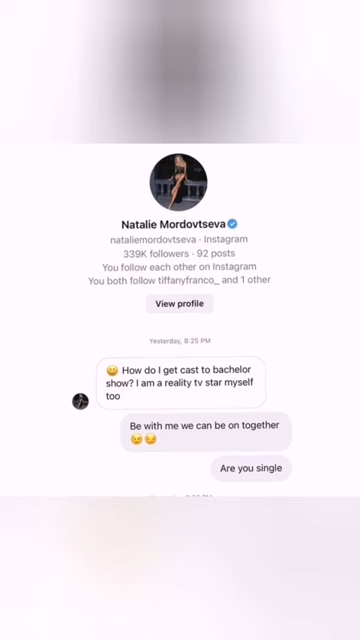 Natalie Mordovtseva
nataliemordovtseva · Instagram
339K followers · 92 posts
You follow each other on Instagram
You both follow tiffanyfranco_ and 1 other
View profile
Yesterday, 8:25 PM
😄 How do I get cast to bachelor
show? I am a reality tv star myself
too
Be with me we can be on together
😉😏
Are you single